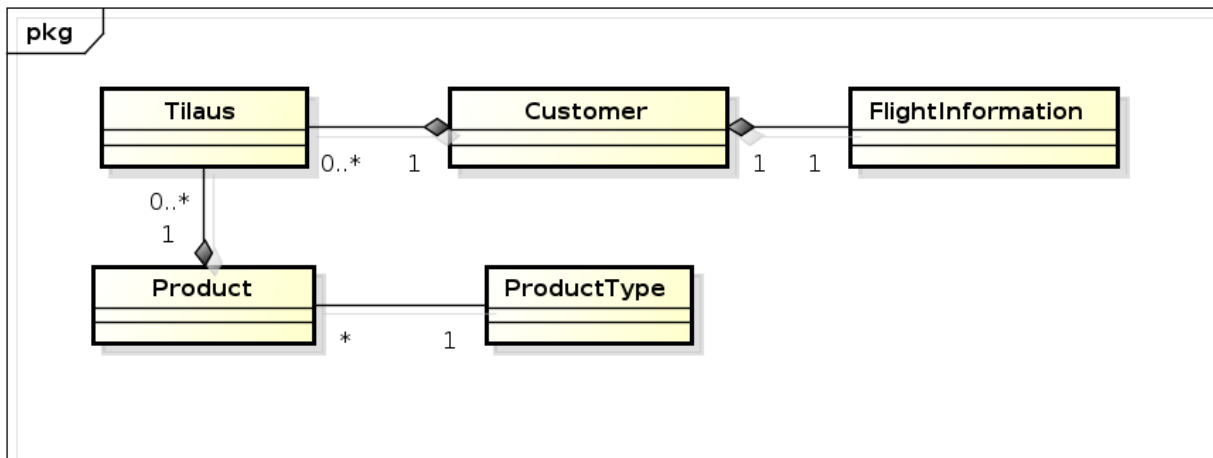 pkg
Tilaus
Customer
FlightInformation
0..*
1
1
1
0..*
1
Product
ProductType
*
1